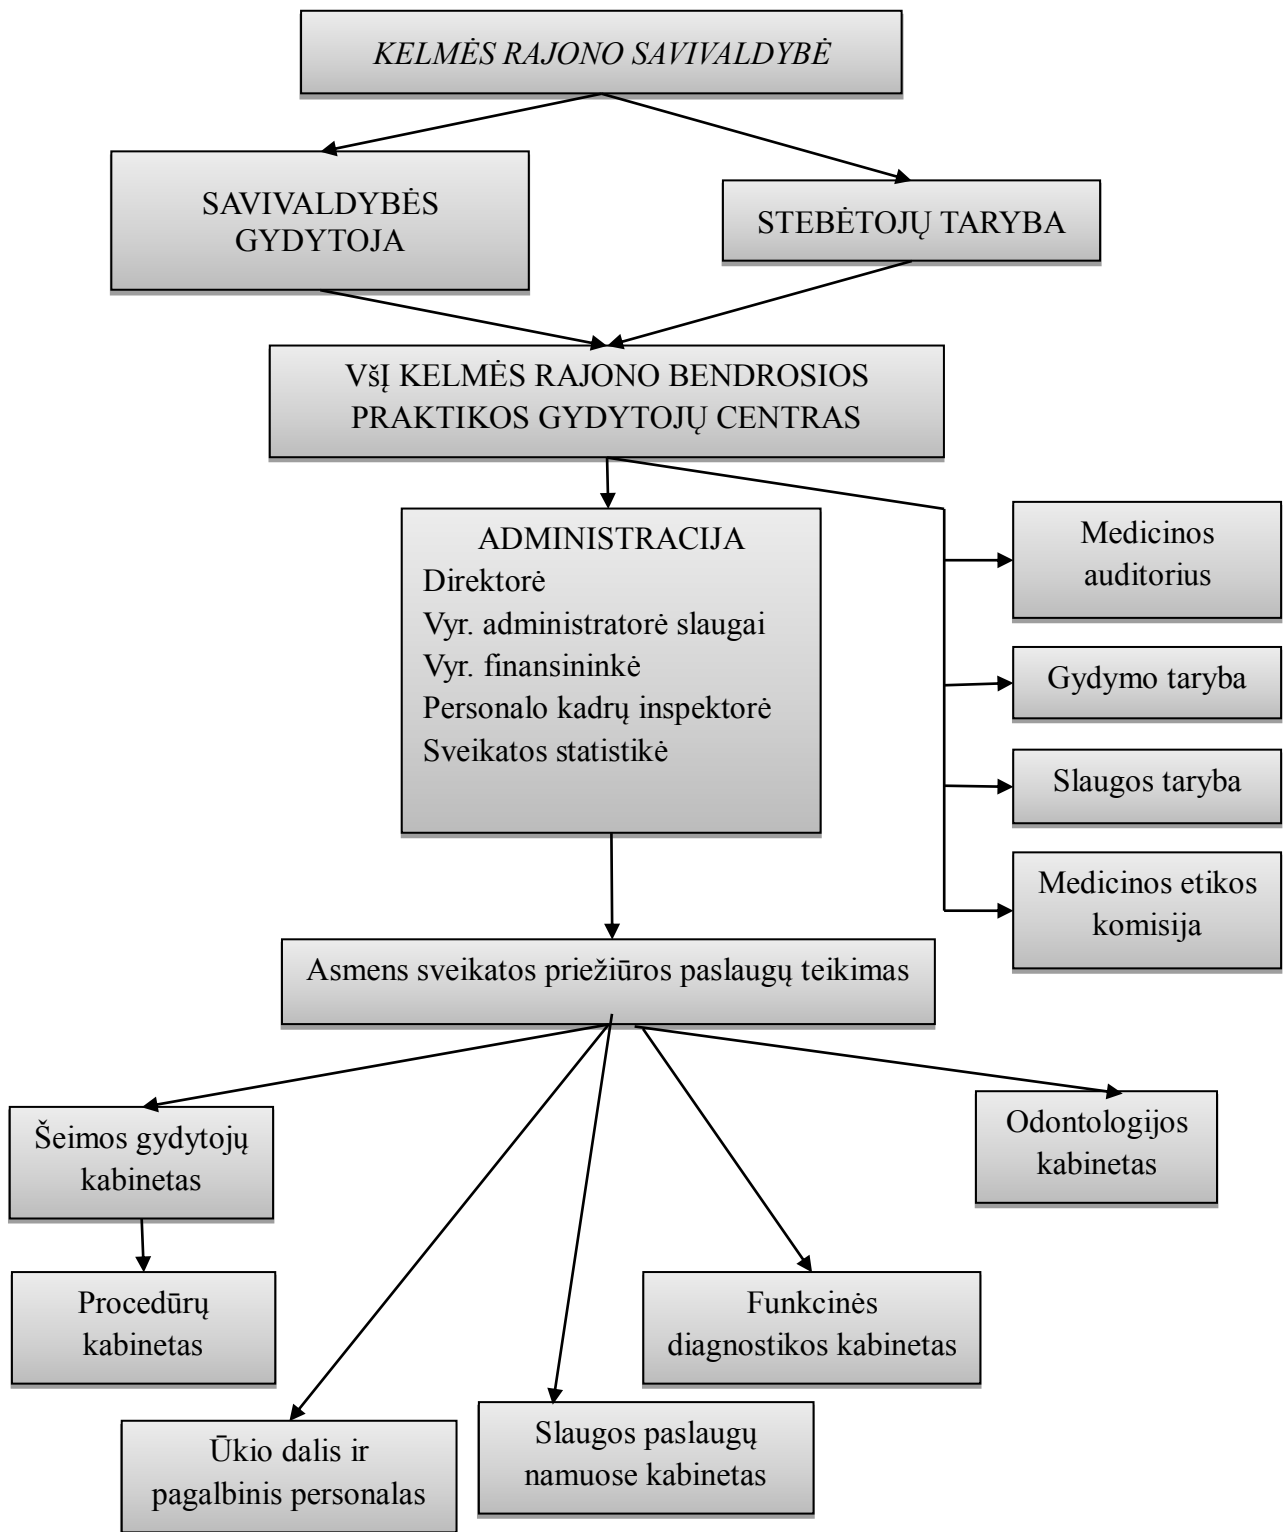 KELMĖS RAJONO SAVIVALDYBĖ
SAVIVALDYBĖS
GYDYTOJA
STEBĖTOJŲ TARYBA
VšĮ KELMĖS RAJONO BENDROSIOS
PRAKTIKOS GYDYTOJŲ CENTRAS
ADMINISTRACIJA
Direktorė
Vyr. administratorė slaugai
Vyr. finansininkė
Personalo kadrų inspektorė
Sveikatos statistikė
Medicinos
auditorius
Gydymo taryba
Slaugos taryba
Medicinos etikos
komisija
Asmens sveikatos priežiūros paslaugų teikimas
Šeimos gydytojų
kabinetas
Odontologijos
kabinetas
Procedūrų
kabinetas
Funkcinės
diagnostikos kabinetas
Ūkio dalis ir
pagalbinis personalas
Slaugos paslaugų
namuose kabinetas